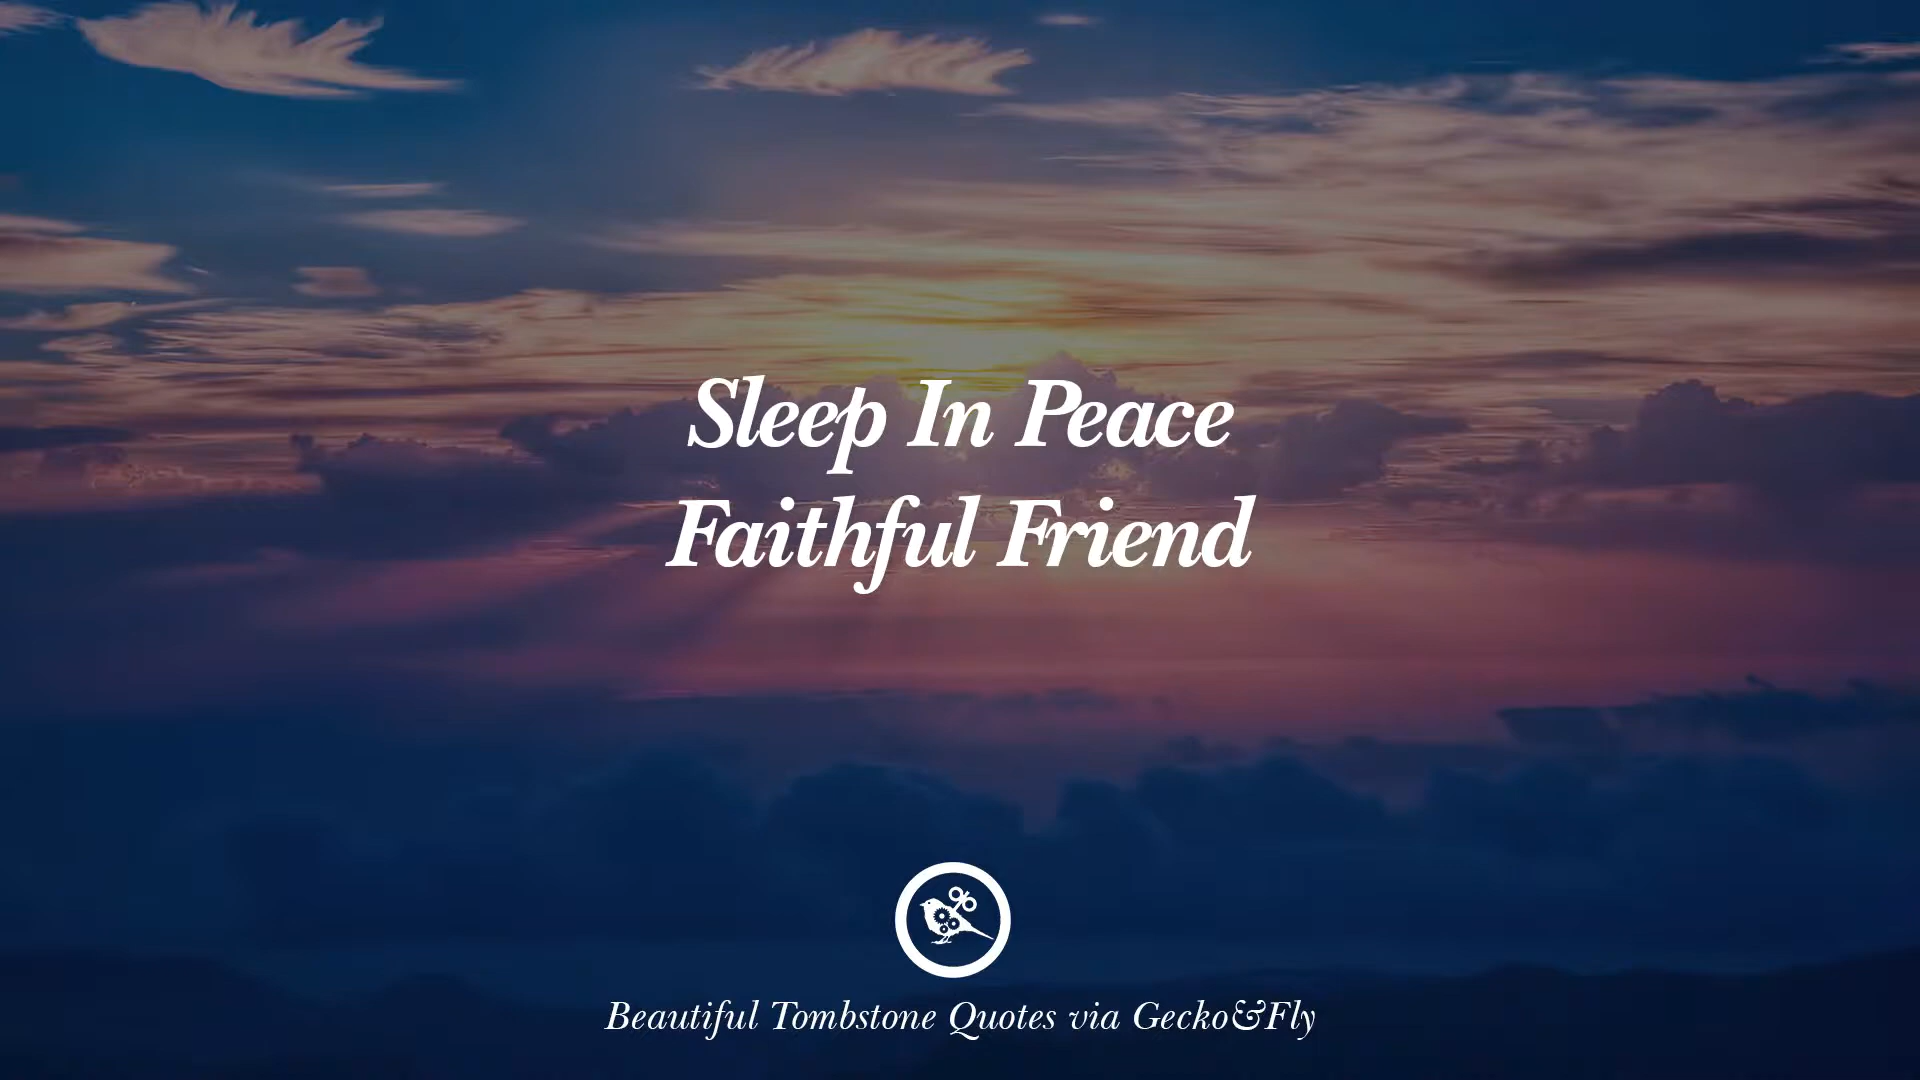 Sleep In Peace
Faithful Friend
Beautiful Tombstone Quotes via Gecko&Fly